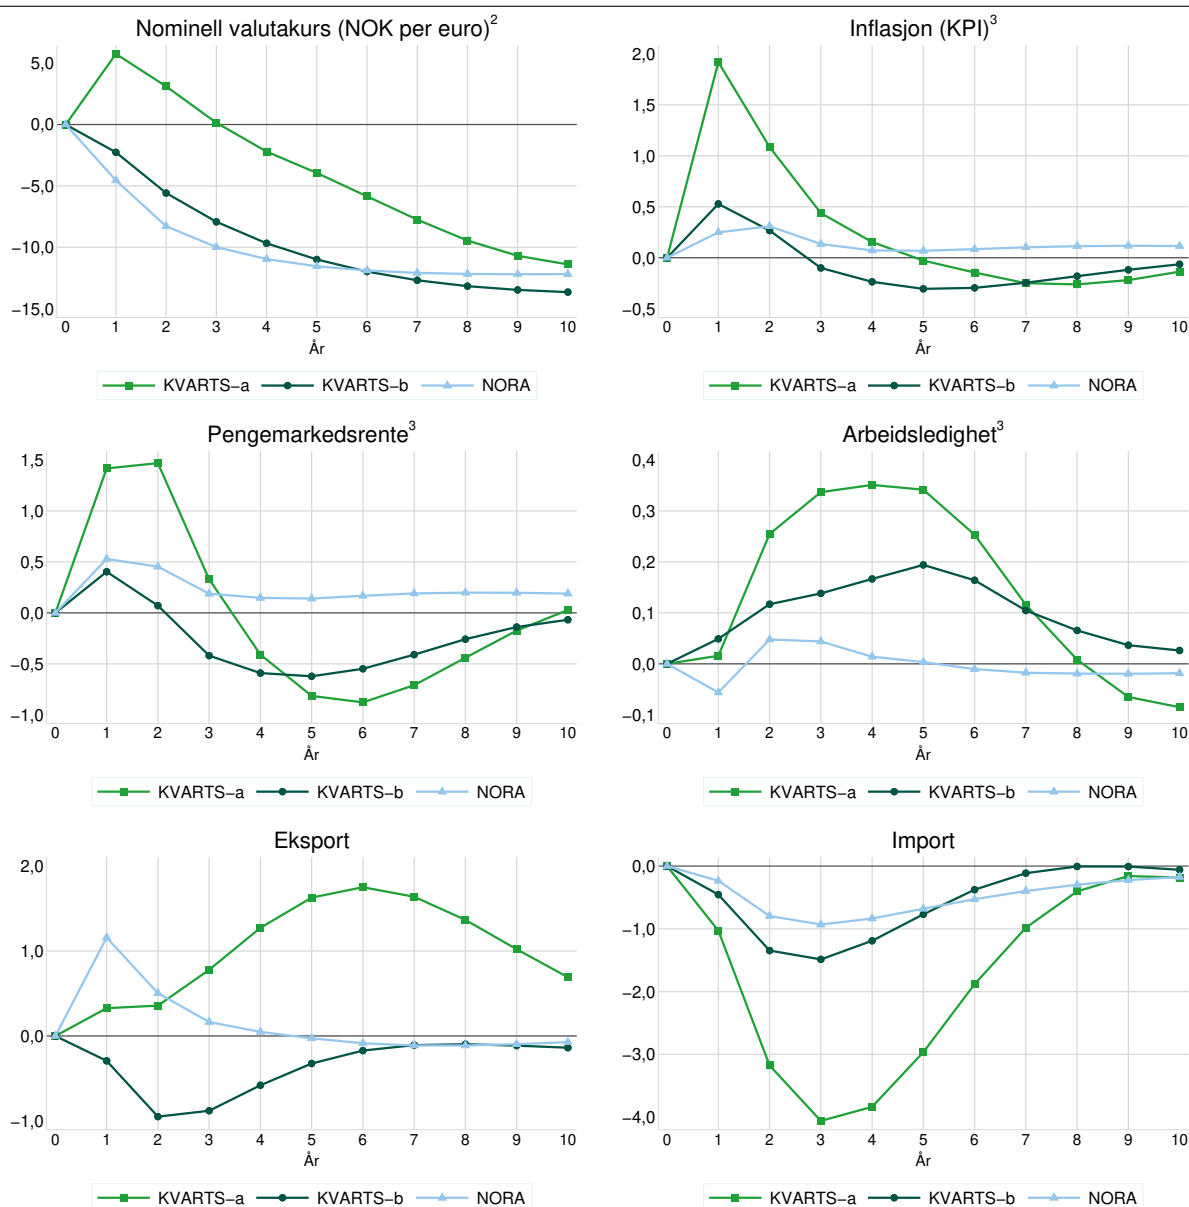 Nominell valutakurs (NOK per euro)²
5,0
0,0
−5,0
−10,0
−15,0
0 1 2 3 4 5 6 7 8 9 10
År
KVARTS−a KVARTS−b NORA
Inflasjon (KPI)³
2,0
1,5
1,0
0,5
0,0
−0,5
0 1 2 3 4 5 6 7 8 9 10
År
KVARTS−a KVARTS−b NORA
Pengemarkedsrente³
1,5
1,0
0,5
0,0
−0,5
−1,0
0 1 2 3 4 5 6 7 8 9 10
År
KVARTS−a KVARTS−b NORA
Arbeidsledighet³
0,4
0,3
0,2
0,1
0,0
−0,1
0 1 2 3 4 5 6 7 8 9 10
År
KVARTS−a KVARTS−b NORA
Eksport
2,0
1,0
0,0
−1,0
0 1 2 3 4 5 6 7 8 9 10
År
KVARTS−a KVARTS−b NORA
Import
0,0
−1,0
−2,0
−3,0
−4,0
0 1 2 3 4 5 6 7 8 9 10
År
KVARTS−a KVARTS−b NORA